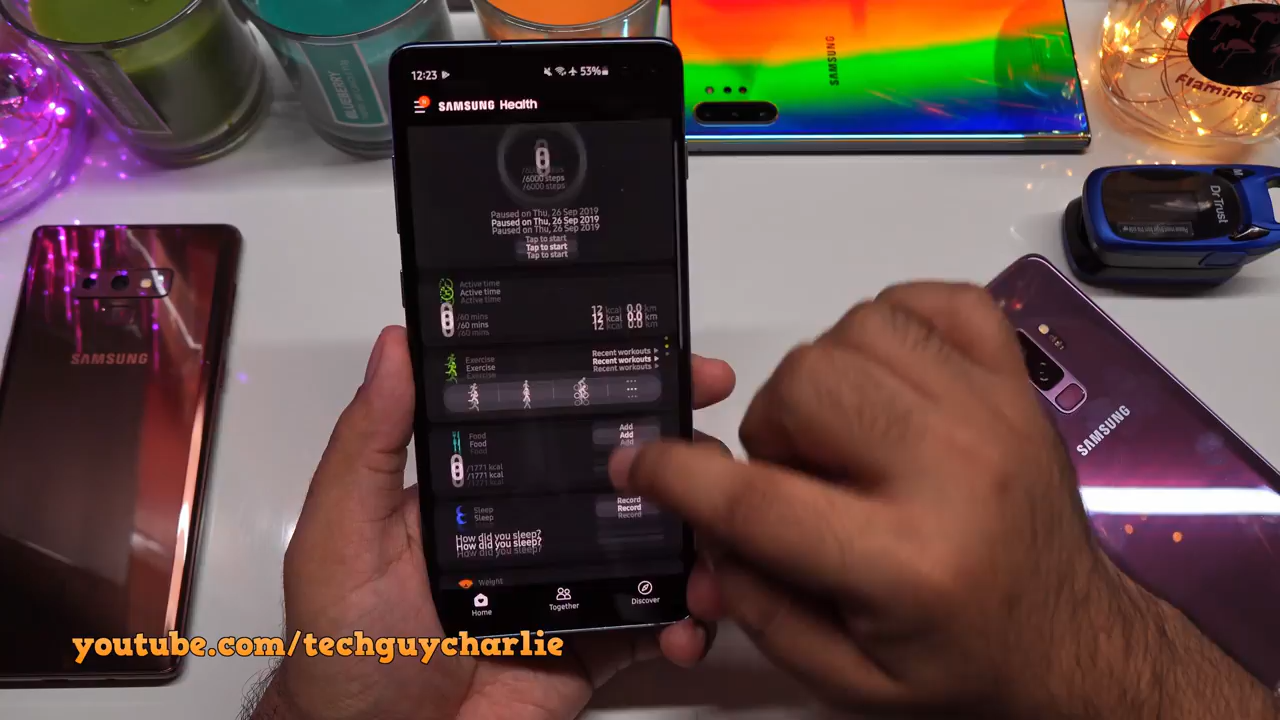 12:23
53%
SAMSUNG Health
/6000 steps
Paused on Thu, 26 Sep 2019
Tap to start
Active time
/60 mins
12 kcal
km
Exercise
Recent workouts
Food
Add
/1771 kcal
Sleep
Record
How did you sleep?
Weight
Home
Together
Discover
SAMSUNG
SAMSUNG
SAMSUNG
BLUEBERRY
Flamingo
Dr Trust
youtube.com/techguycharlie